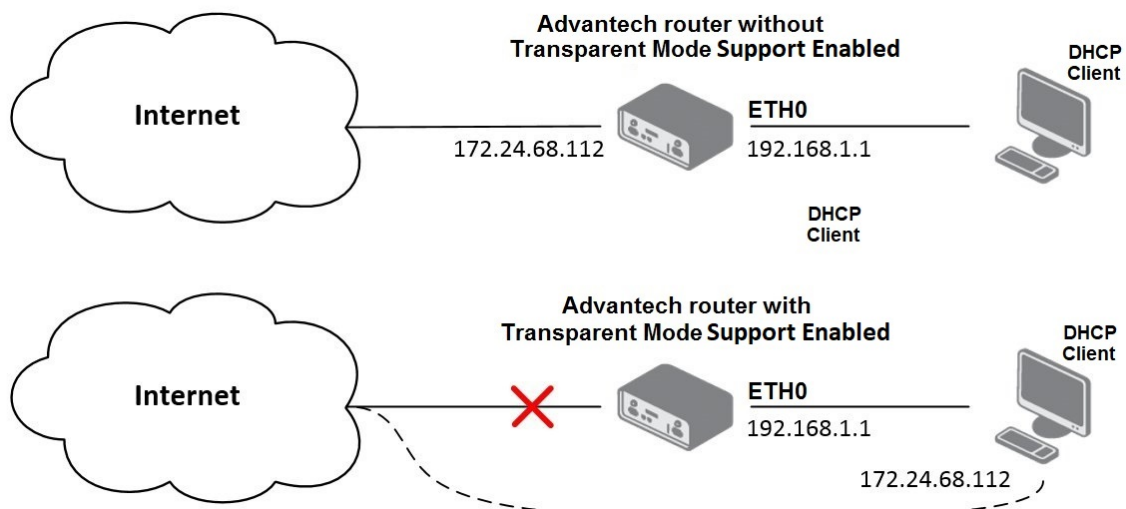 Advantech router without
Transparent Mode Support Enabled
DHCP
Client
Internet
ETH0
172.24.68.112
192.168.1.1
DHCP
Client
Advantech router with
Transparent Mode Support Enabled
DHCP
Client
Internet
ETH0
192.168.1.1
172.24.68.112